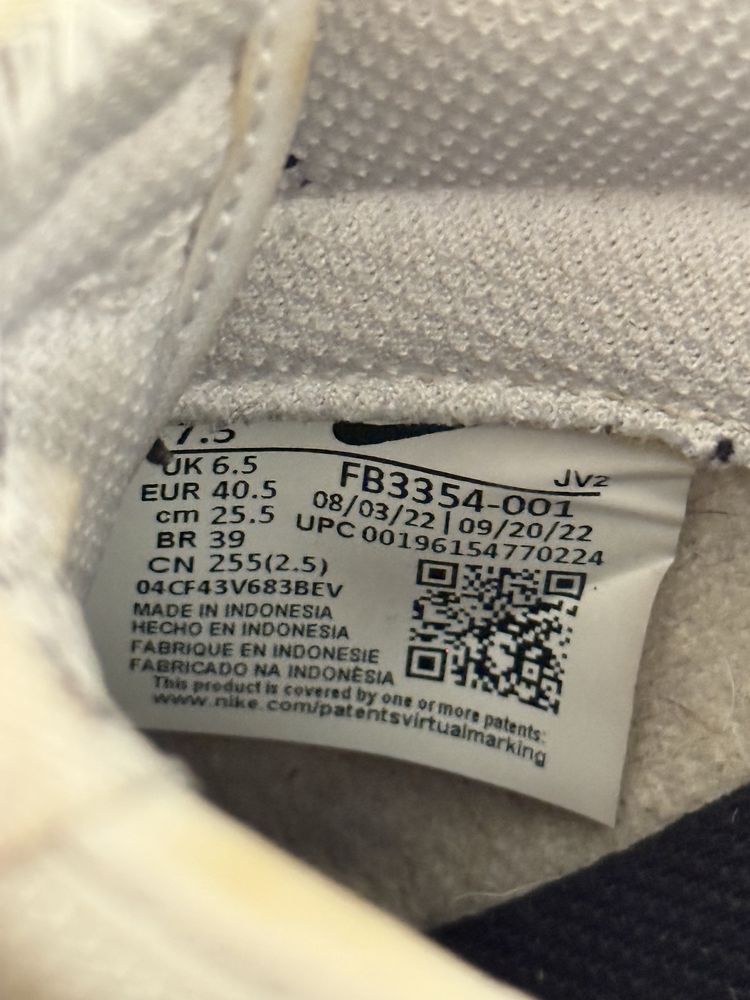 7.5
UK 6.5
EUR 40.5
cm 25.5
BR 39
CN 255(2.5)
JV2
FB3354-001
08/03/22 | 09/20/22
UPC 00196154770224
04CF43V683BEV
MADE IN INDONESIA
HECHO EN INDONESIA
FABRIQUE EN INDONESIE
FABRICADO NA INDONÉSIA
This product is covered by one or more patents:
www.nike.com/patentsvirtualmarking